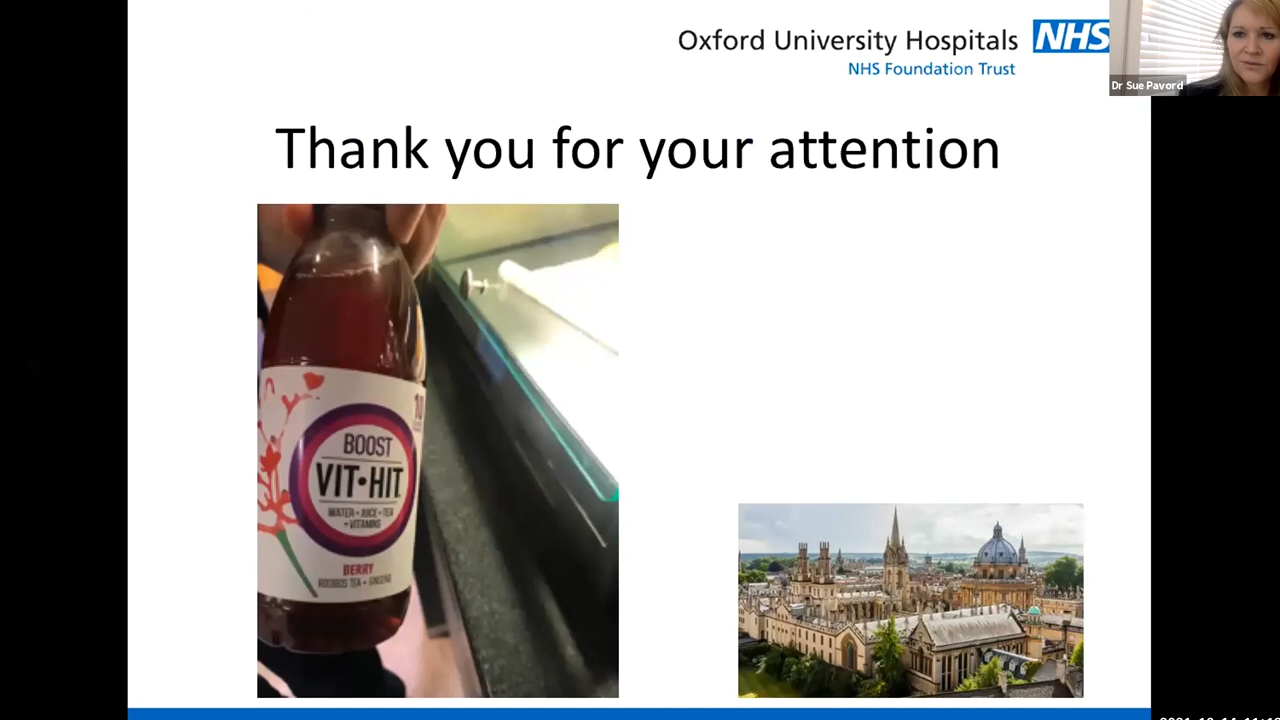 Oxford University Hospitals NHS
NHS Foundation Trust
Dr Sue Pavord
Thank you for your attention
BOOST
VIT•HIT
WATER + JUICE + TEA
+ VITAMINS
BERRY
ROOIBOS TEA + GINSENG